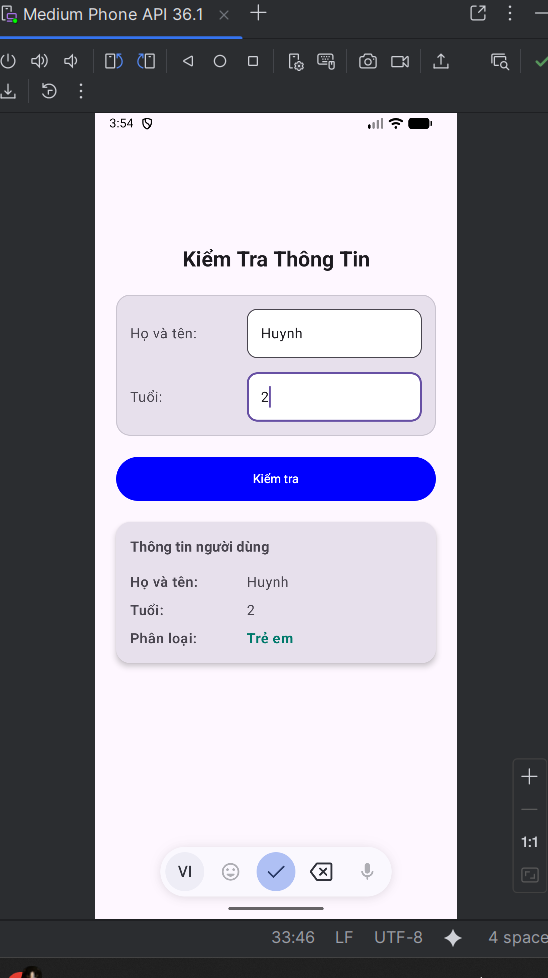 Medium Phone API 36.1
3:54
Kiểm Tra Thông Tin
Họ và tên: Huynh
Tuổi: 2
Kiểm tra
Thông tin người dùng
Họ và tên: Huynh
Tuổi: 2
Phân loại: Trẻ em
VI
1:1
33:46 LF UTF-8 4 space